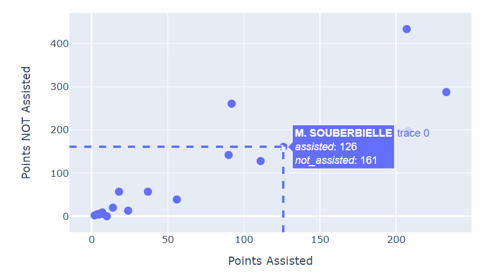 400
300
200
100
0
Points NOT Assisted
M. SOUBERBIELLE trace 0
assisted: 126
not_assisted: 161
0 50 100 150 200
Points Assisted